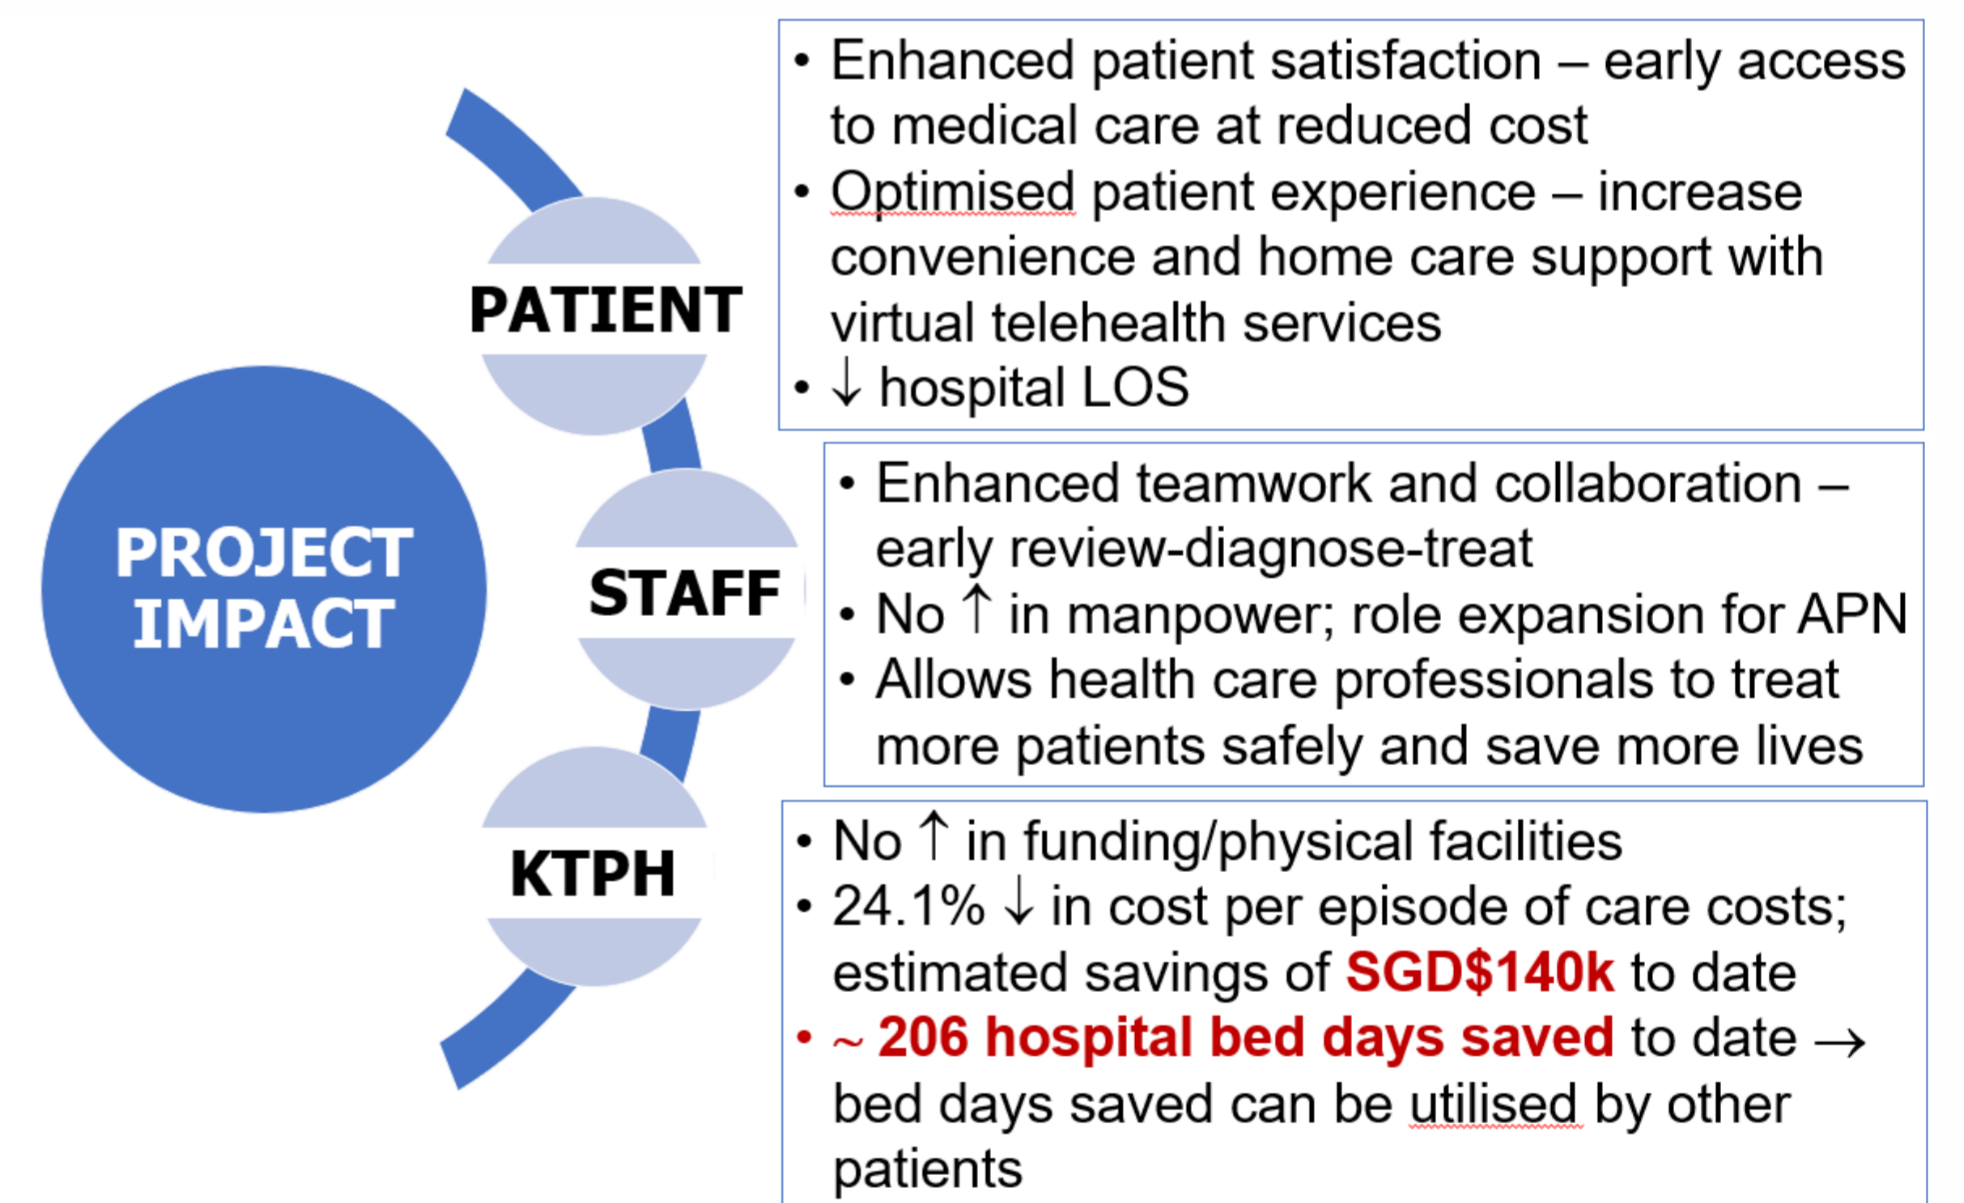 PROJECT
IMPACT
PATIENT
• Enhanced patient satisfaction – early access
to medical care at reduced cost
• Optimised patient experience – increase
convenience and home care support with
virtual telehealth services
• ↓ hospital LOS
STAFF
• Enhanced teamwork and collaboration –
early review-diagnose-treat
• No ↑ in manpower; role expansion for APN
• Allows health care professionals to treat
more patients safely and save more lives
KTPH
• No ↑ in funding/physical facilities
• 24.1% ↓ in cost per episode of care costs;
estimated savings of SGD$140k to date
• ~ 206 hospital bed days saved to date →
bed days saved can be utilised by other
patients